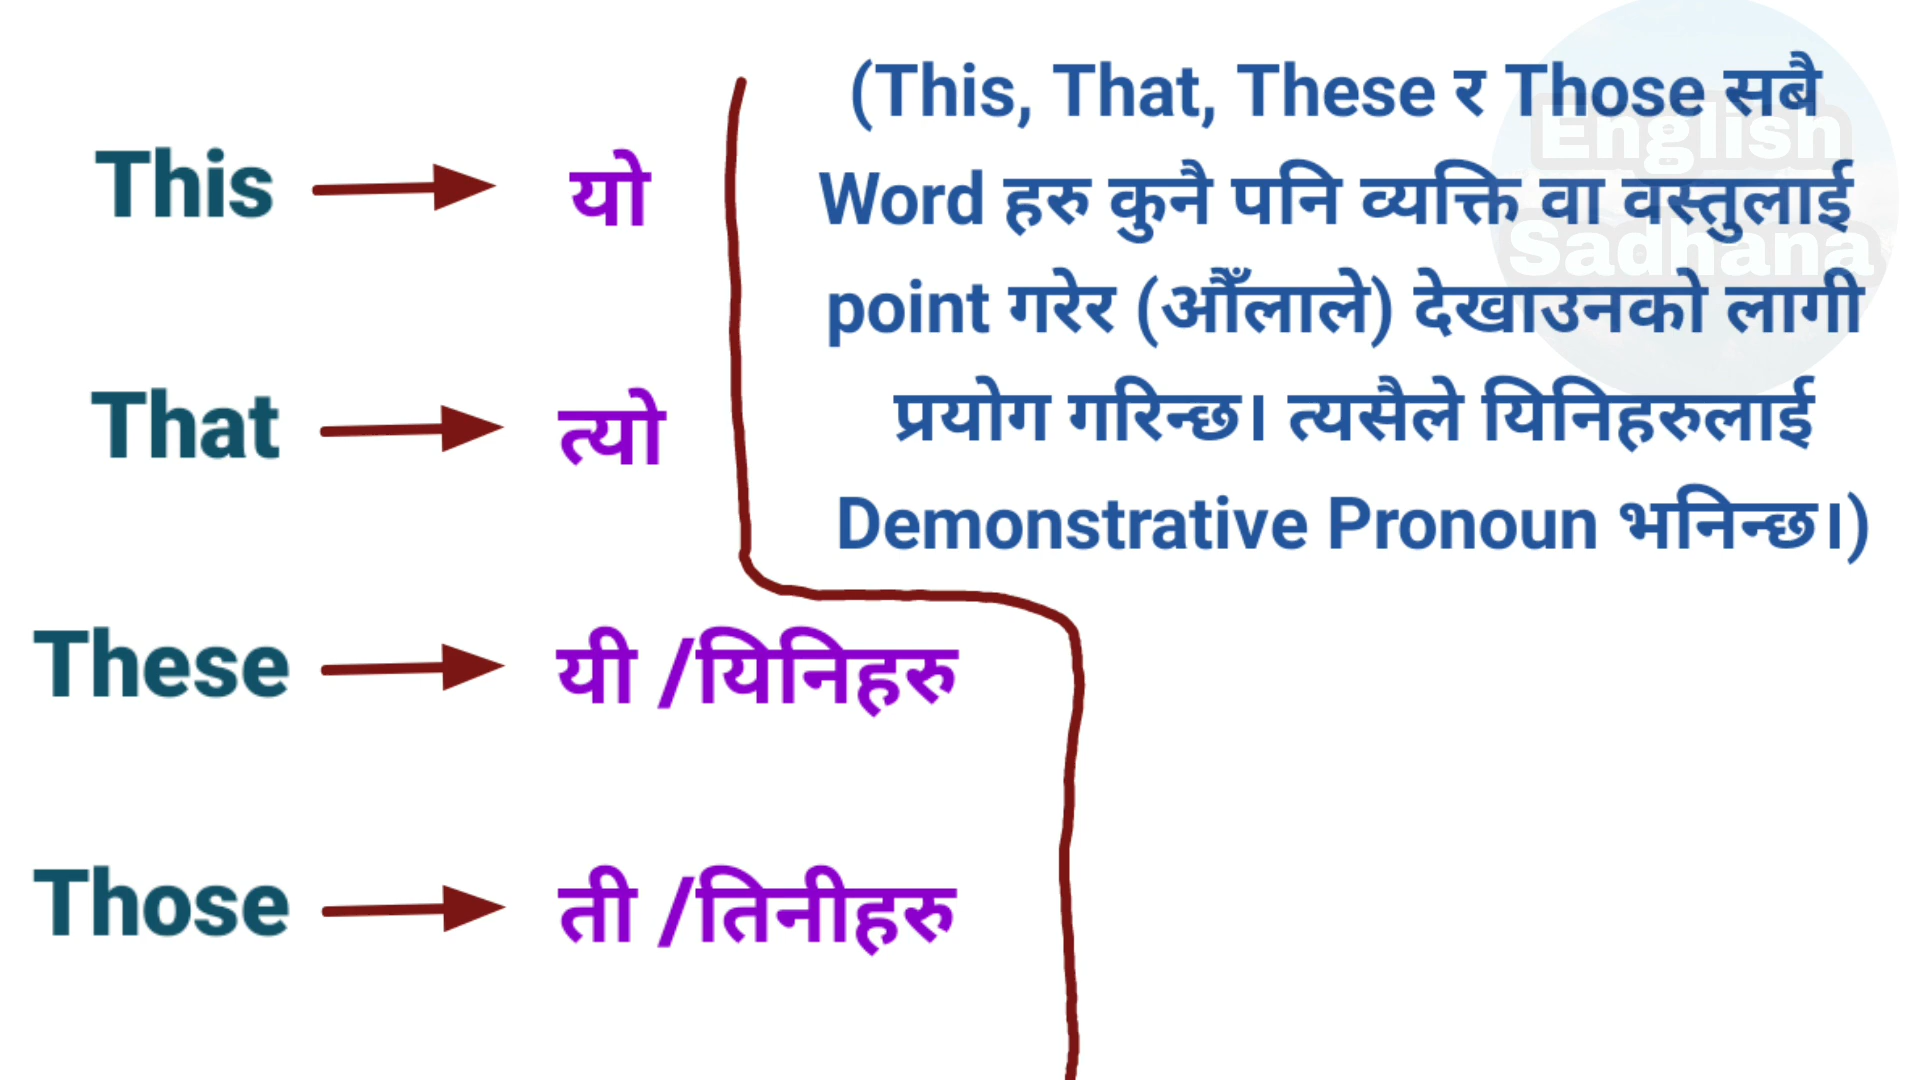 This → यो
That → त्यो
These → यी /यिनिहरु
Those → ती /तिनीहरु
(This, That, These र Those सबै
Word हरु कुनै पनि व्यक्ति वा वस्तुलाई
point गरेर (औँलाले) देखाउनको लागी
प्रयोग गरिन्छ। त्यसैले यिनिहरुलाई
Demonstrative Pronoun भनिन्छ।)
English
Sadhana